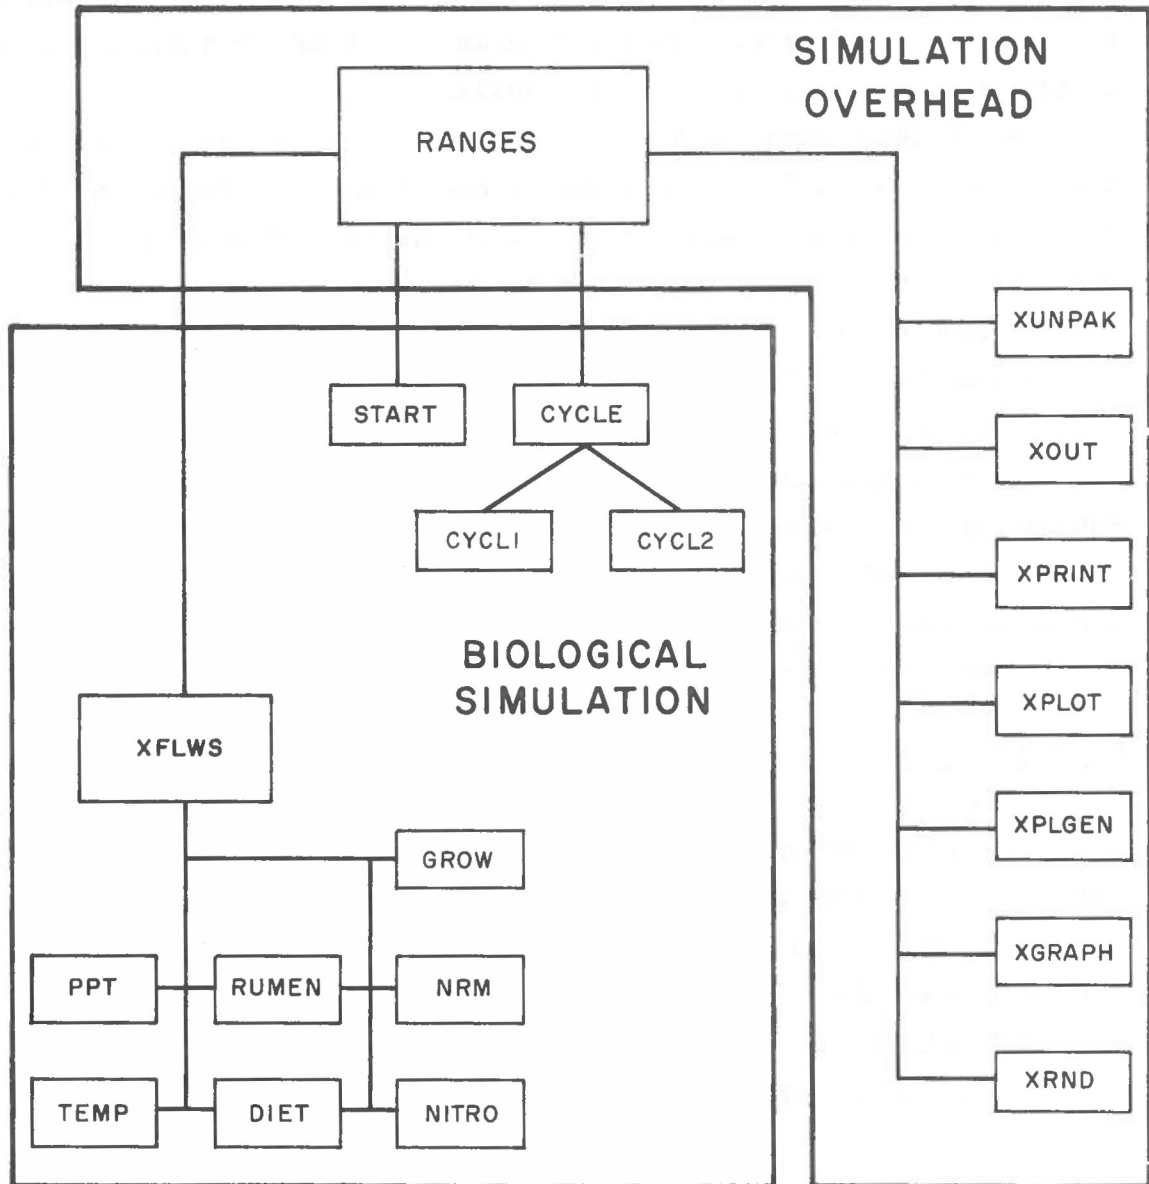 SIMULATION
OVERHEAD
RANGES
XUNPAK
START
CYCLE
XOUT
CYCL1
CYCL2
XPRINT
BIOLOGICAL
SIMULATION
XPLOT
XFLWS
XPLGEN
GROW
XGRAPH
PPT
RUMEN
NRM
XRND
TEMP
DIET
NITRO